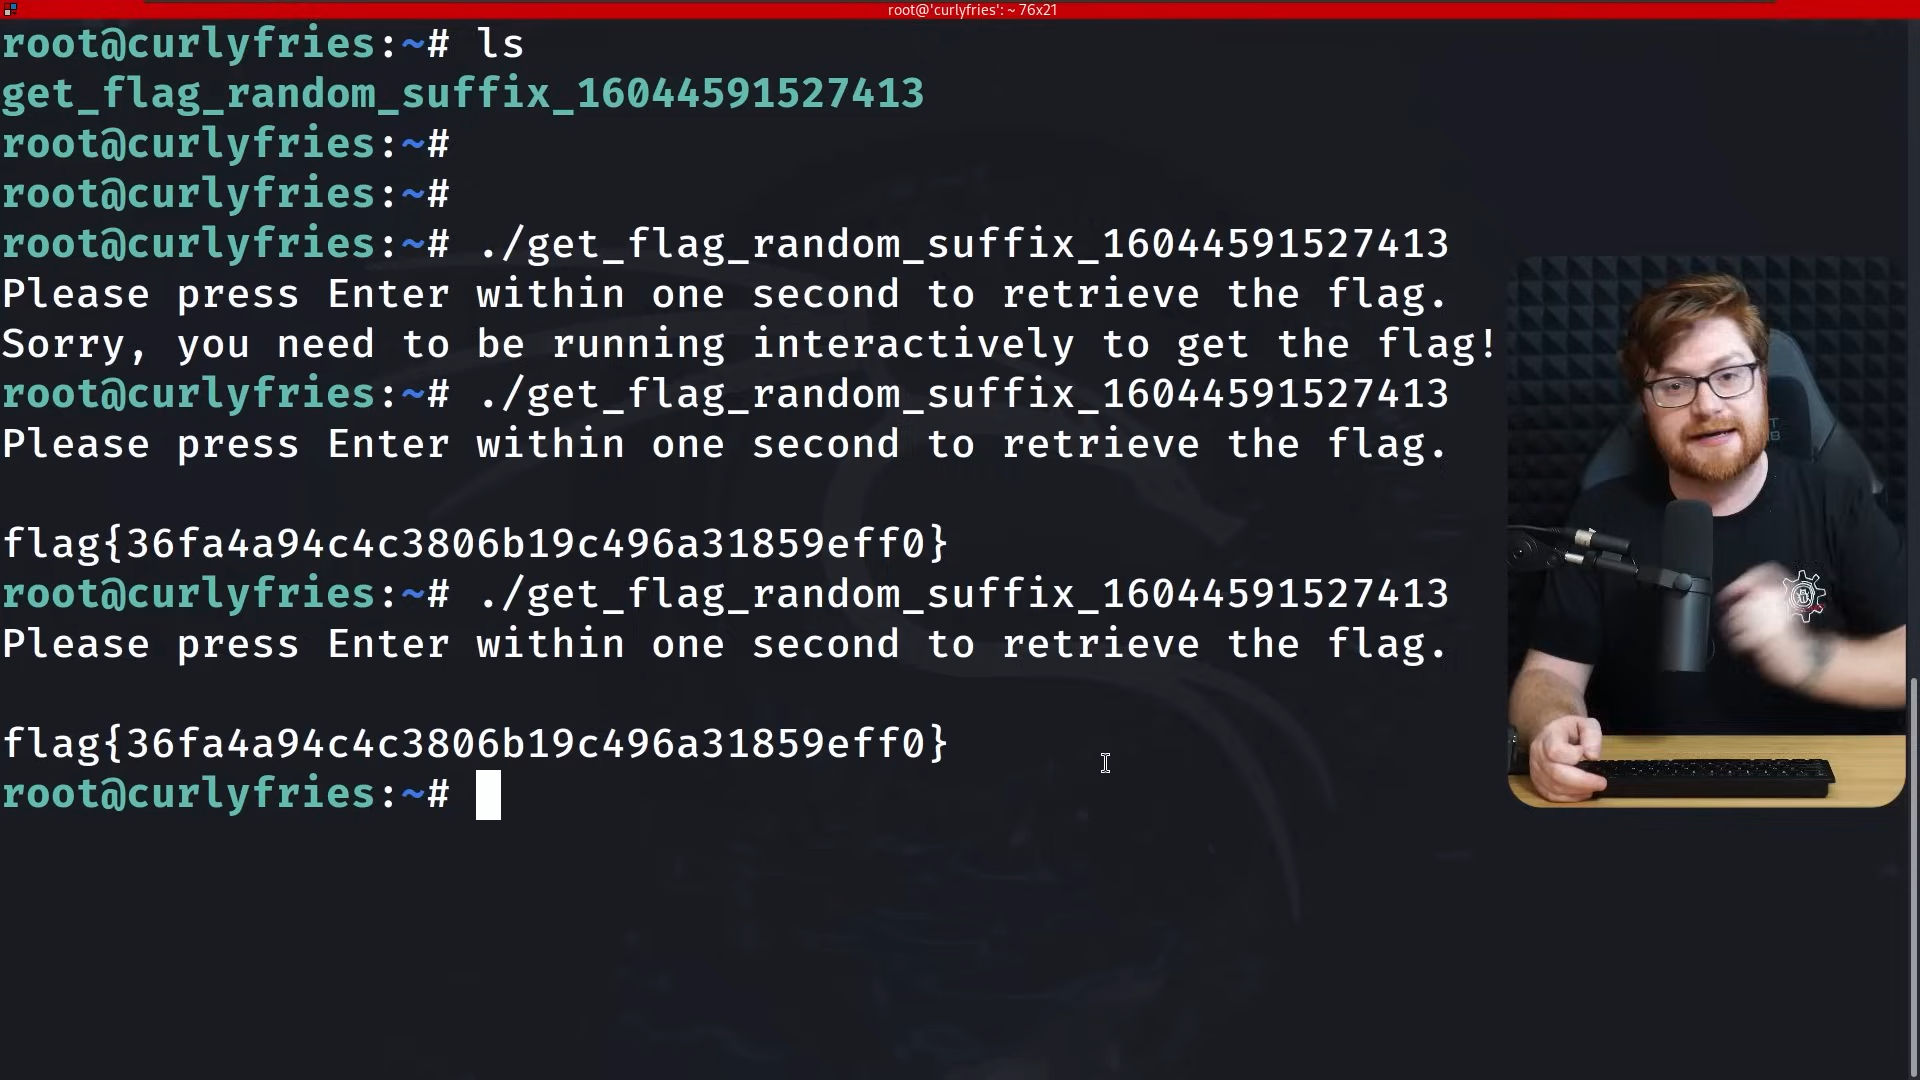 root@'curlyfries': ~ 76x21
root@curlyfries:~# ls
get_flag_random_suffix_16044591527413
root@curlyfries:~#
root@curlyfries:~#
root@curlyfries:~# ./get_flag_random_suffix_16044591527413
Please press Enter within one second to retrieve the flag.
Sorry, you need to be running interactively to get the flag!
root@curlyfries:~# ./get_flag_random_suffix_16044591527413
Please press Enter within one second to retrieve the flag.
flag{36fa4a94c4c3806b19c496a31859eff0}
root@curlyfries:~# ./get_flag_random_suffix_16044591527413
Please press Enter within one second to retrieve the flag.
flag{36fa4a94c4c3806b19c496a31859eff0}
root@curlyfries:~#